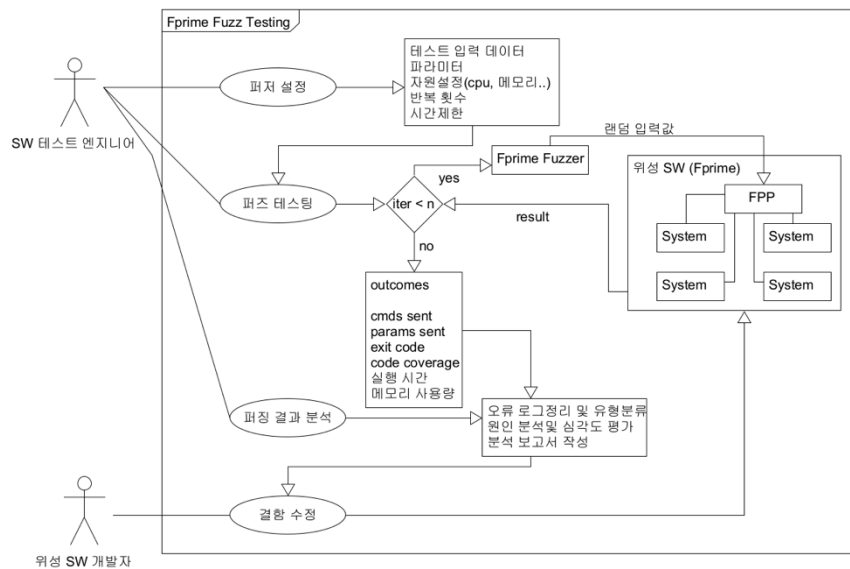 Fprime Fuzz Testing
SW 테스트 엔지니어
퍼저 설정
테스트 입력 데이터
파라미터
자원설정(cpu, 메모리..)
반복 횟수
시간제한
랜덤 입력값
Fprime Fuzzer
yes
위성 SW (Fprime)
FPP
System
System
System
System
퍼즈 테스팅
iter < n
result
no
outcomes
cmds sent
params sent
exit code
code coverage
실행 시간
메모리 사용량
퍼징 결과 분석
오류 로그정리 및 유형분류
원인 분석및 심각도 평가
분석 보고서 작성
결함 수정
위성 SW 개발자